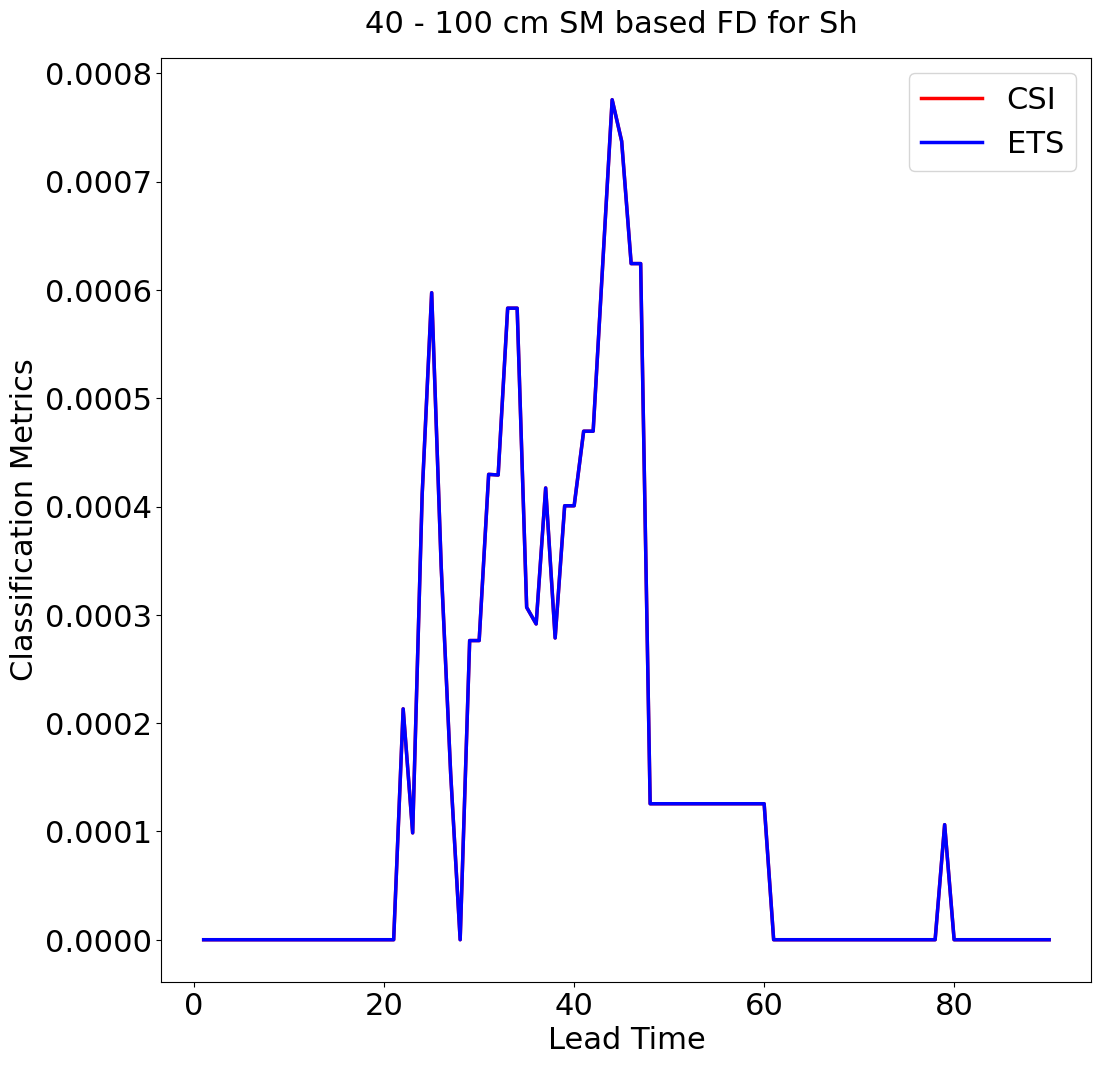 40 - 100 cm SM based FD for Sh
CSI
ETS
Classification Metrics
0.0008
0.0007
0.0006
0.0005
0.0004
0.0003
0.0002
0.0001
0.0000
0 20 40 60 80
Lead Time